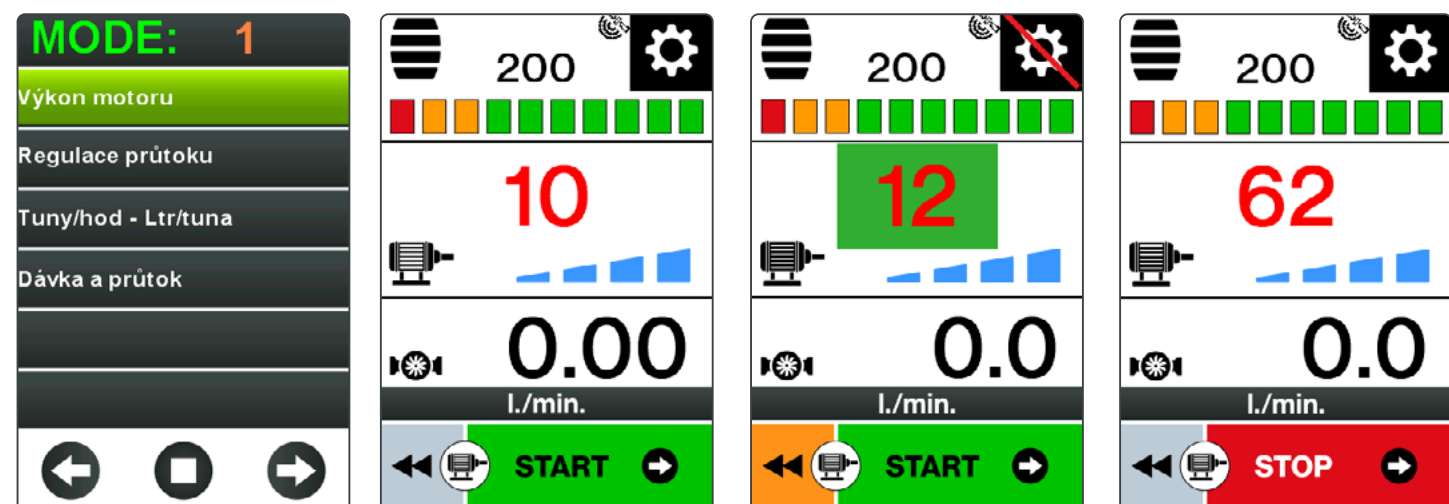 MODE: 1
Výkon motoru
Regulace průtoku
Tuny/hod - Ltr/tuna
Dávka a průtok
200
10
0.00
l./min.
START
200
12
0.0
l./min.
START
200
62
0.0
l./min.
STOP